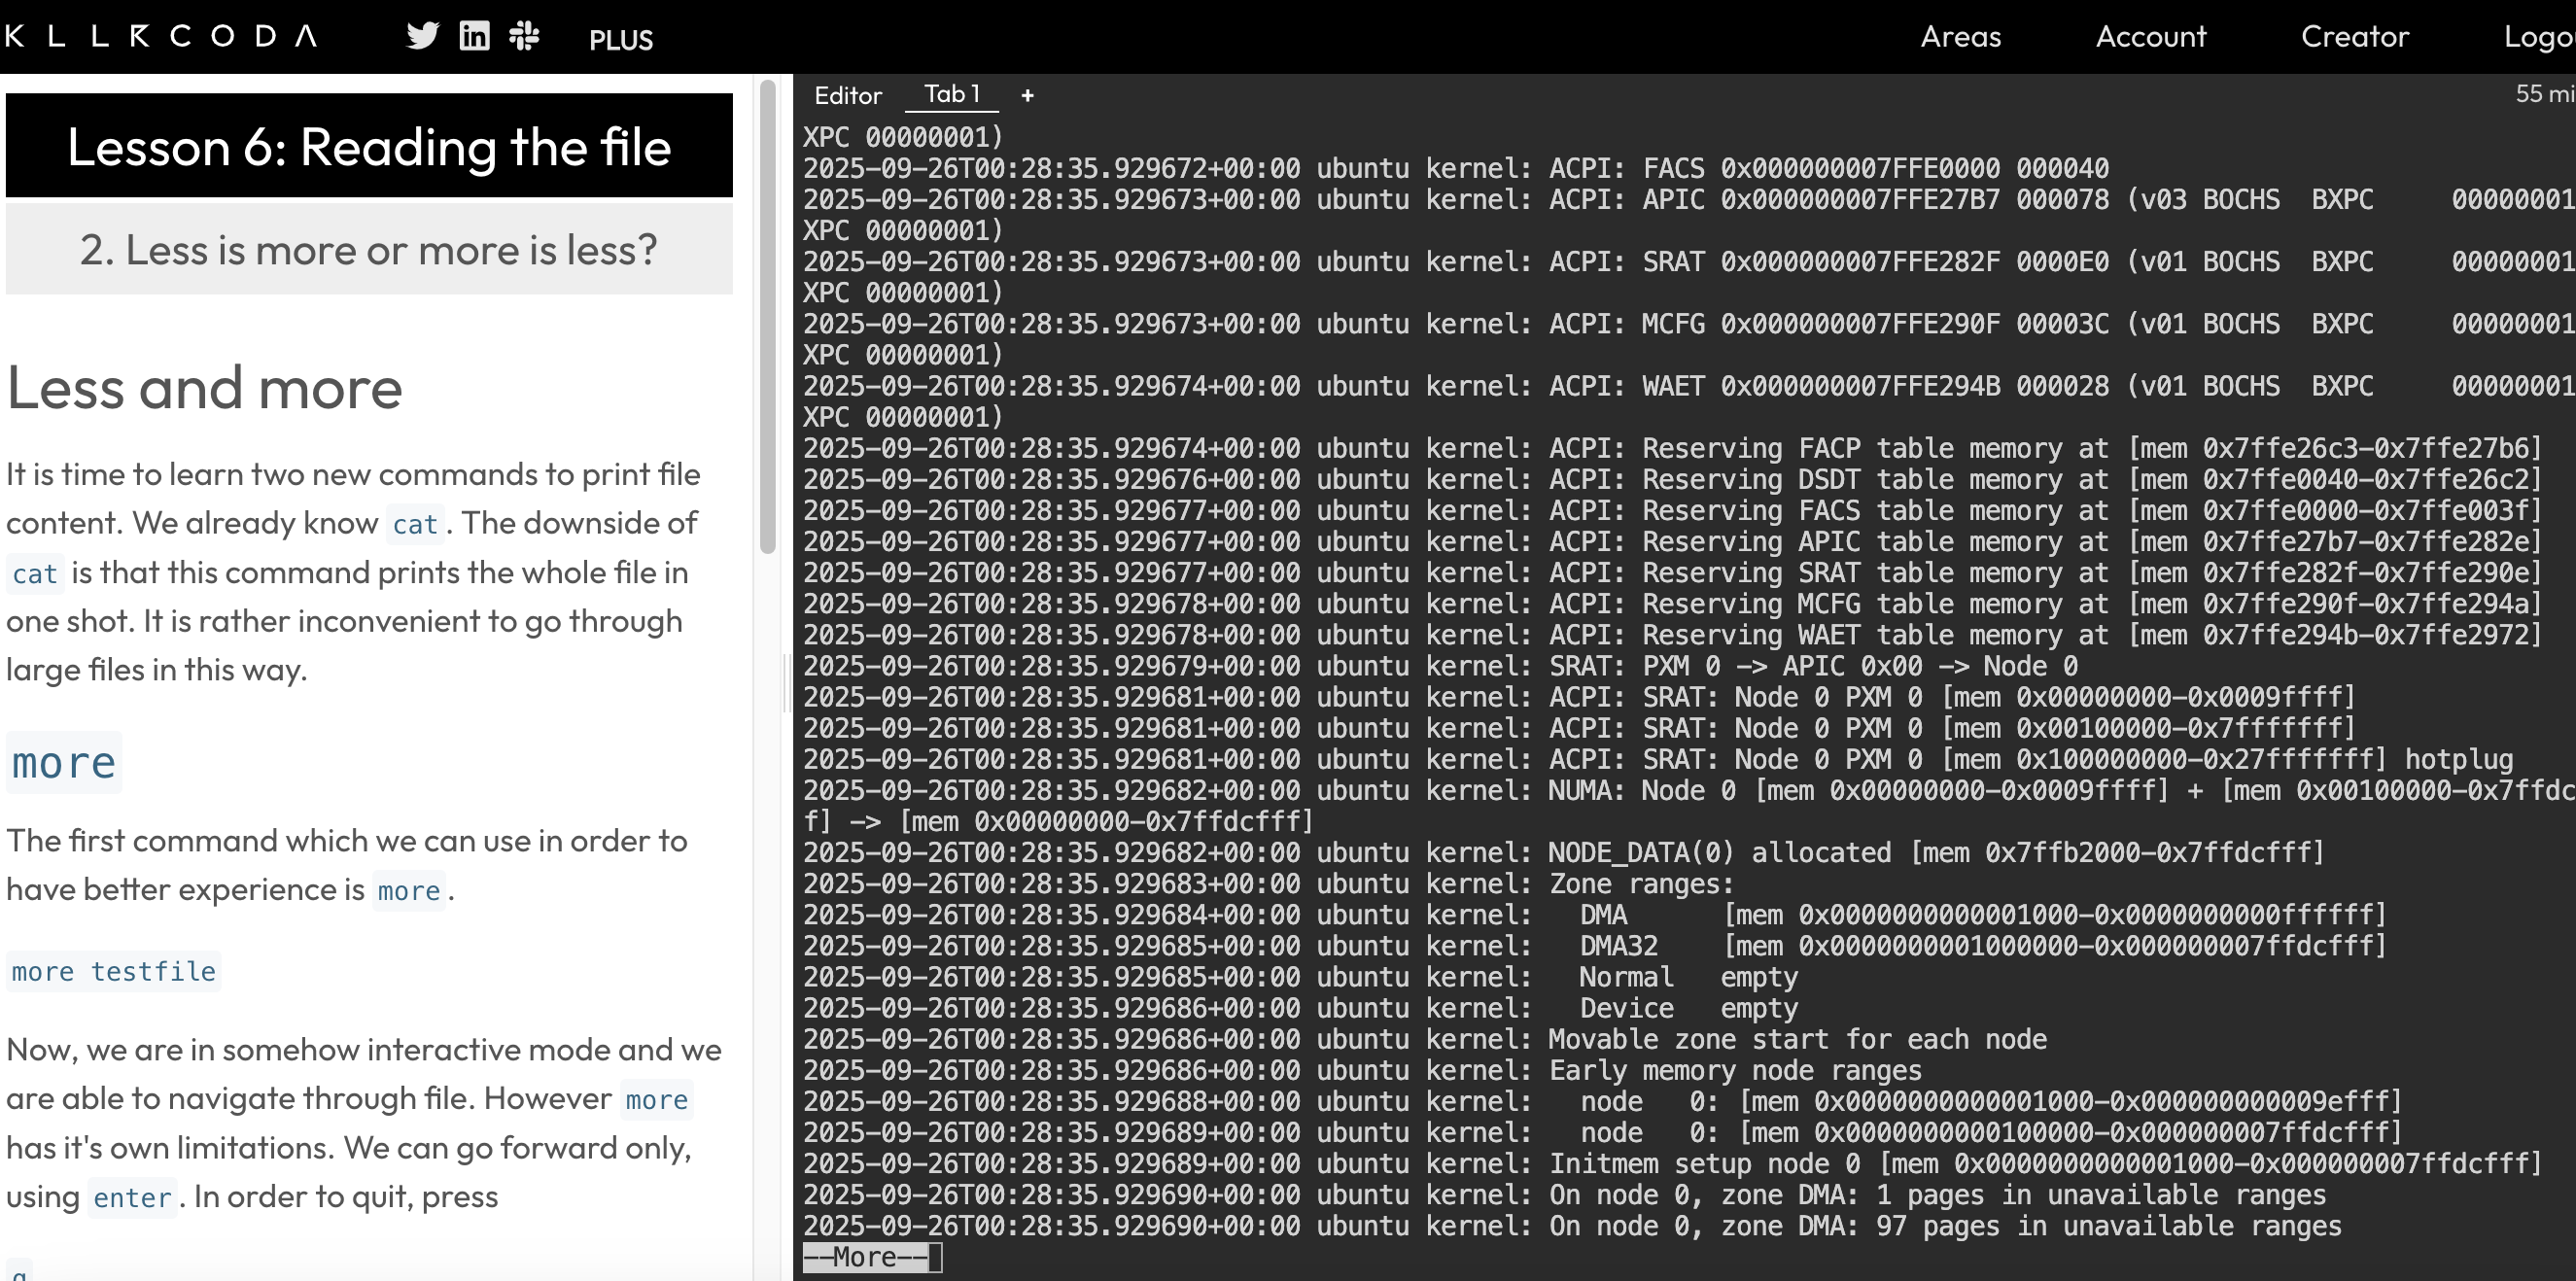 KILLERCODA
PLUS
Areas
Account
Creator
Logo
Lesson 6: Reading the file
2. Less is more or more is less?
Less and more
It is time to learn two new commands to print file
content. We already know cat. The downside of
cat is that this command prints the whole file in
one shot. It is rather inconvenient to go through
large files in this way.
more
The first command which we can use in order to
have better experience is more.
more testfile
Now, we are in somehow interactive mode and we
are able to navigate through file. However more
has it's own limitations. We can go forward only,
using enter. In order to quit, press
q
Editor
Tab 1
+
55 mi
XPC 00000001)
2025-09-26T00:28:35.929672+00:00 ubuntu kernel: ACPI: FACS 0x000000007FFE0000 000040
2025-09-26T00:28:35.929673+00:00 ubuntu kernel: ACPI: APIC 0x000000007FFE27B7 000078 (v03 BOCHS  BXPC     00000001
XPC 00000001)
2025-09-26T00:28:35.929673+00:00 ubuntu kernel: ACPI: SRAT 0x000000007FFE282F 0000E0 (v01 BOCHS  BXPC     00000001
XPC 00000001)
2025-09-26T00:28:35.929673+00:00 ubuntu kernel: ACPI: MCFG 0x000000007FFE290F 00003C (v01 BOCHS  BXPC     00000001
XPC 00000001)
2025-09-26T00:28:35.929674+00:00 ubuntu kernel: ACPI: WAET 0x000000007FFE294B 000028 (v01 BOCHS  BXPC     00000001
XPC 00000001)
2025-09-26T00:28:35.929674+00:00 ubuntu kernel: ACPI: Reserving FACP table memory at [mem 0x7ffe26c3-0x7ffe27b6]
2025-09-26T00:28:35.929676+00:00 ubuntu kernel: ACPI: Reserving DSDT table memory at [mem 0x7ffe0040-0x7ffe26c2]
2025-09-26T00:28:35.929677+00:00 ubuntu kernel: ACPI: Reserving FACS table memory at [mem 0x7ffe0000-0x7ffe003f]
2025-09-26T00:28:35.929677+00:00 ubuntu kernel: ACPI: Reserving APIC table memory at [mem 0x7ffe27b7-0x7ffe282e]
2025-09-26T00:28:35.929677+00:00 ubuntu kernel: ACPI: Reserving SRAT table memory at [mem 0x7ffe282f-0x7ffe290e]
2025-09-26T00:28:35.929678+00:00 ubuntu kernel: ACPI: Reserving MCFG table memory at [mem 0x7ffe290f-0x7ffe294a]
2025-09-26T00:28:35.929678+00:00 ubuntu kernel: ACPI: Reserving WAET table memory at [mem 0x7ffe294b-0x7ffe2972]
2025-09-26T00:28:35.929679+00:00 ubuntu kernel: SRAT: PXM 0 -> APIC 0x00 -> Node 0
2025-09-26T00:28:35.929681+00:00 ubuntu kernel: ACPI: SRAT: Node 0 PXM 0 [mem 0x00000000-0x0009ffff]
2025-09-26T00:28:35.929681+00:00 ubuntu kernel: ACPI: SRAT: Node 0 PXM 0 [mem 0x00100000-0x7fffffff]
2025-09-26T00:28:35.929681+00:00 ubuntu kernel: ACPI: SRAT: Node 0 PXM 0 [mem 0x100000000-0x27fffffff] hotplug
2025-09-26T00:28:35.929682+00:00 ubuntu kernel: NUMA: Node 0 [mem 0x00000000-0x0009ffff] + [mem 0x00100000-0x7ffdc
f] -> [mem 0x00000000-0x7ffdcfff]
2025-09-26T00:28:35.929682+00:00 ubuntu kernel: NODE_DATA(0) allocated [mem 0x7ffb2000-0x7ffdcfff]
2025-09-26T00:28:35.929683+00:00 ubuntu kernel: Zone ranges:
2025-09-26T00:28:35.929684+00:00 ubuntu kernel:   DMA      [mem 0x0000000000001000-0x0000000000ffffff]
2025-09-26T00:28:35.929685+00:00 ubuntu kernel:   DMA32    [mem 0x0000000001000000-0x000000007ffdcfff]
2025-09-26T00:28:35.929685+00:00 ubuntu kernel:   Normal   empty
2025-09-26T00:28:35.929686+00:00 ubuntu kernel:   Device   empty
2025-09-26T00:28:35.929686+00:00 ubuntu kernel: Movable zone start for each node
2025-09-26T00:28:35.929686+00:00 ubuntu kernel: Early memory node ranges
2025-09-26T00:28:35.929688+00:00 ubuntu kernel:   node   0: [mem 0x0000000000001000-0x000000000009efff]
2025-09-26T00:28:35.929689+00:00 ubuntu kernel:   node   0: [mem 0x0000000000100000-0x000000007ffdcfff]
2025-09-26T00:28:35.929689+00:00 ubuntu kernel: Initmem setup node 0 [mem 0x0000000000001000-0x000000007ffdcfff]
2025-09-26T00:28:35.929690+00:00 ubuntu kernel: On node 0, zone DMA: 1 pages in unavailable ranges
2025-09-26T00:28:35.929690+00:00 ubuntu kernel: On node 0, zone DMA: 97 pages in unavailable ranges
--More--